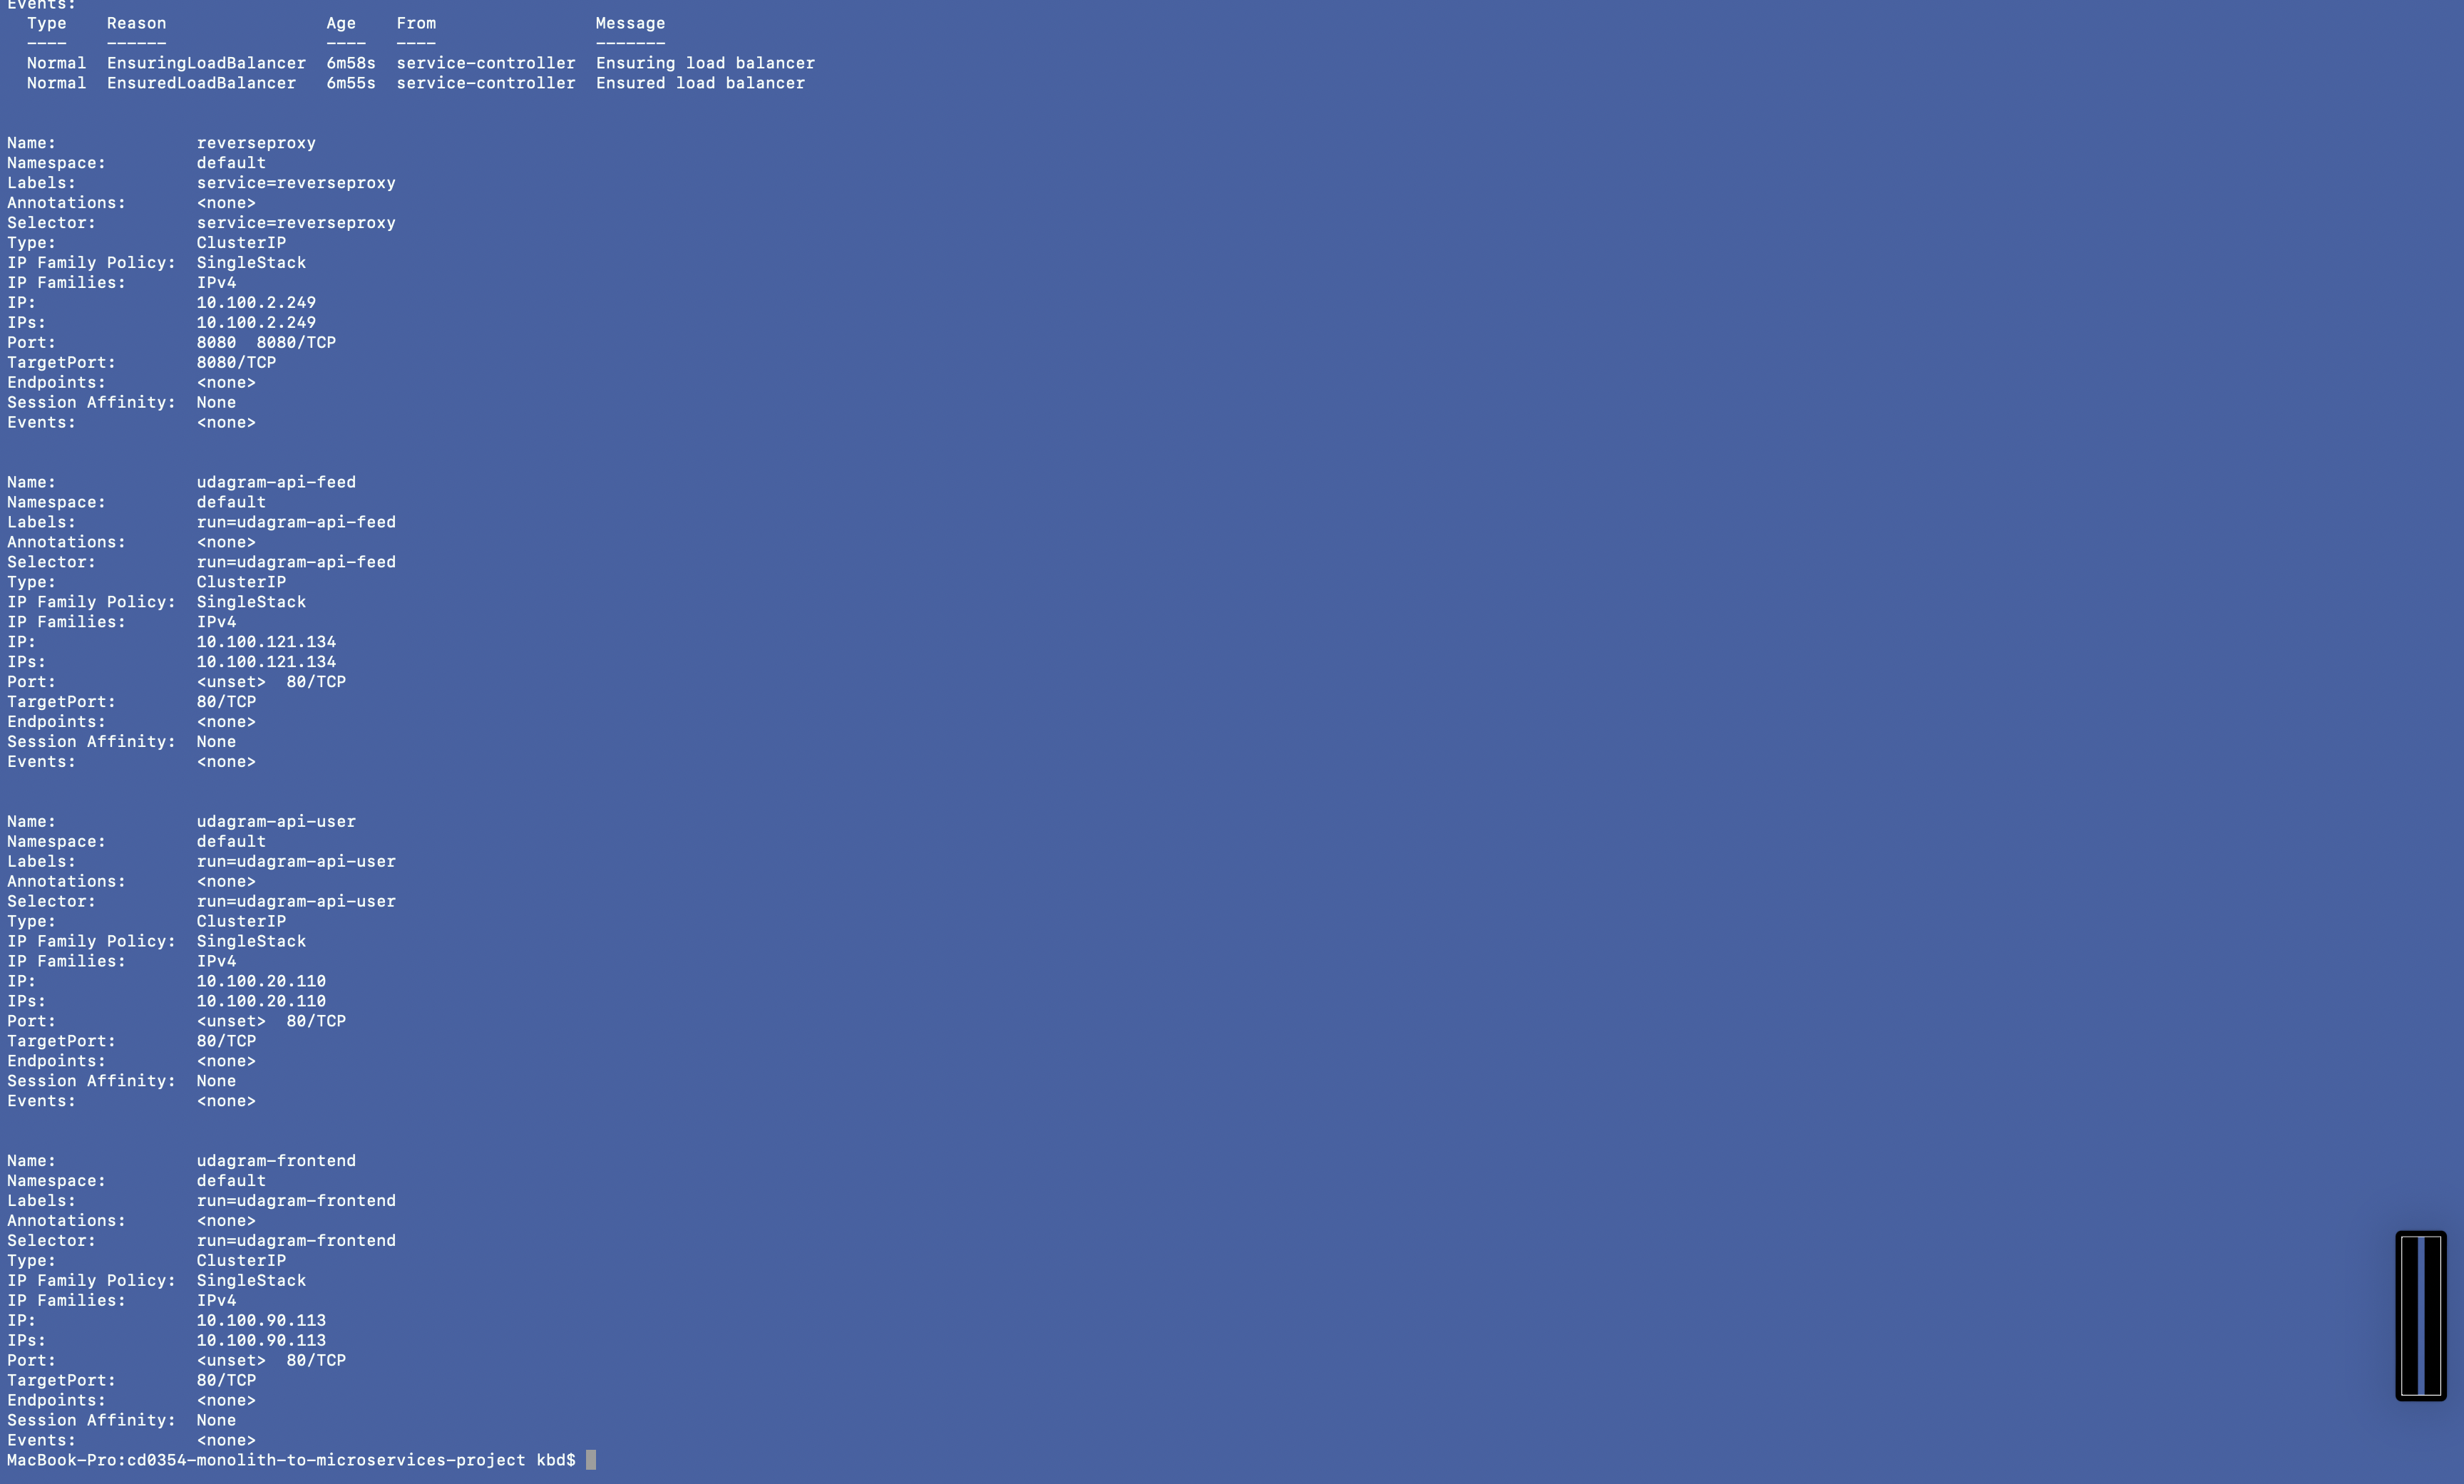 Events:
Type Reason Age From Message
---- ------ ---- ---- -------
Normal EnsuringLoadBalancer 6m58s service-controller Ensuring load balancer
Normal EnsuredLoadBalancer 6m55s service-controller Ensured load balancer
Name: reverseproxy
Namespace: default
Labels: service=reverseproxy
Annotations: <none>
Selector: service=reverseproxy
Type: ClusterIP
IP Family Policy: SingleStack
IP Families: IPv4
IP: 10.100.2.249
IPs: 10.100.2.249
Port: 8080 8080/TCP
TargetPort: 8080/TCP
Endpoints: <none>
Session Affinity: None
Events: <none>
Name: udagram-api-feed
Namespace: default
Labels: run=udagram-api-feed
Annotations: <none>
Selector: run=udagram-api-feed
Type: ClusterIP
IP Family Policy: SingleStack
IP Families: IPv4
IP: 10.100.121.134
IPs: 10.100.121.134
Port: <unset> 80/TCP
TargetPort: 80/TCP
Endpoints: <none>
Session Affinity: None
Events: <none>
Name: udagram-api-user
Namespace: default
Labels: run=udagram-api-user
Annotations: <none>
Selector: run=udagram-api-user
Type: ClusterIP
IP Family Policy: SingleStack
IP Families: IPv4
IP: 10.100.20.110
IPs: 10.100.20.110
Port: <unset> 80/TCP
TargetPort: 80/TCP
Endpoints: <none>
Session Affinity: None
Events: <none>
Name: udagram-frontend
Namespace: default
Labels: run=udagram-frontend
Annotations: <none>
Selector: run=udagram-frontend
Type: ClusterIP
IP Family Policy: SingleStack
IP Families: IPv4
IP: 10.100.90.113
IPs: 10.100.90.113
Port: <unset> 80/TCP
TargetPort: 80/TCP
Endpoints: <none>
Session Affinity: None
Events: <none>
MacBook-Pro:cd0354-monolith-to-microservices-project kbd$